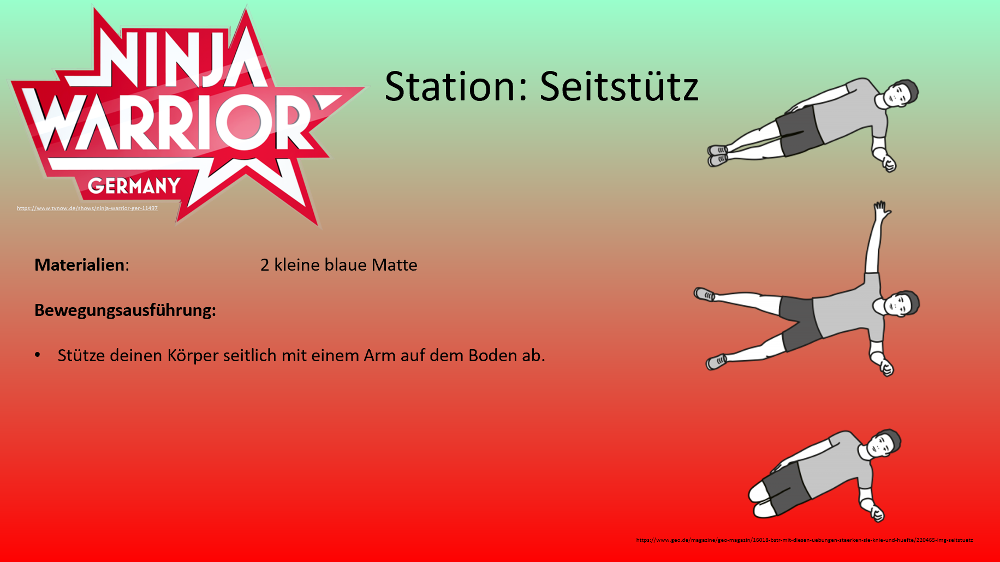 NINJA
WARRIOR
GERMANY
https://www.tvnow.de/shows/ninja-warrior-ger-11497
Station: Seitstütz
Materialien: 2 kleine blaue Matte
Bewegungsausführung:
• Stütze deinen Körper seitlich mit einem Arm auf dem Boden ab.
https://www.geo.de/magazine/geo-magazin/16018-bstr-mit-diesen-uebungen-staerken-sie-knie-und-huefte/220465-img-seitstuetz